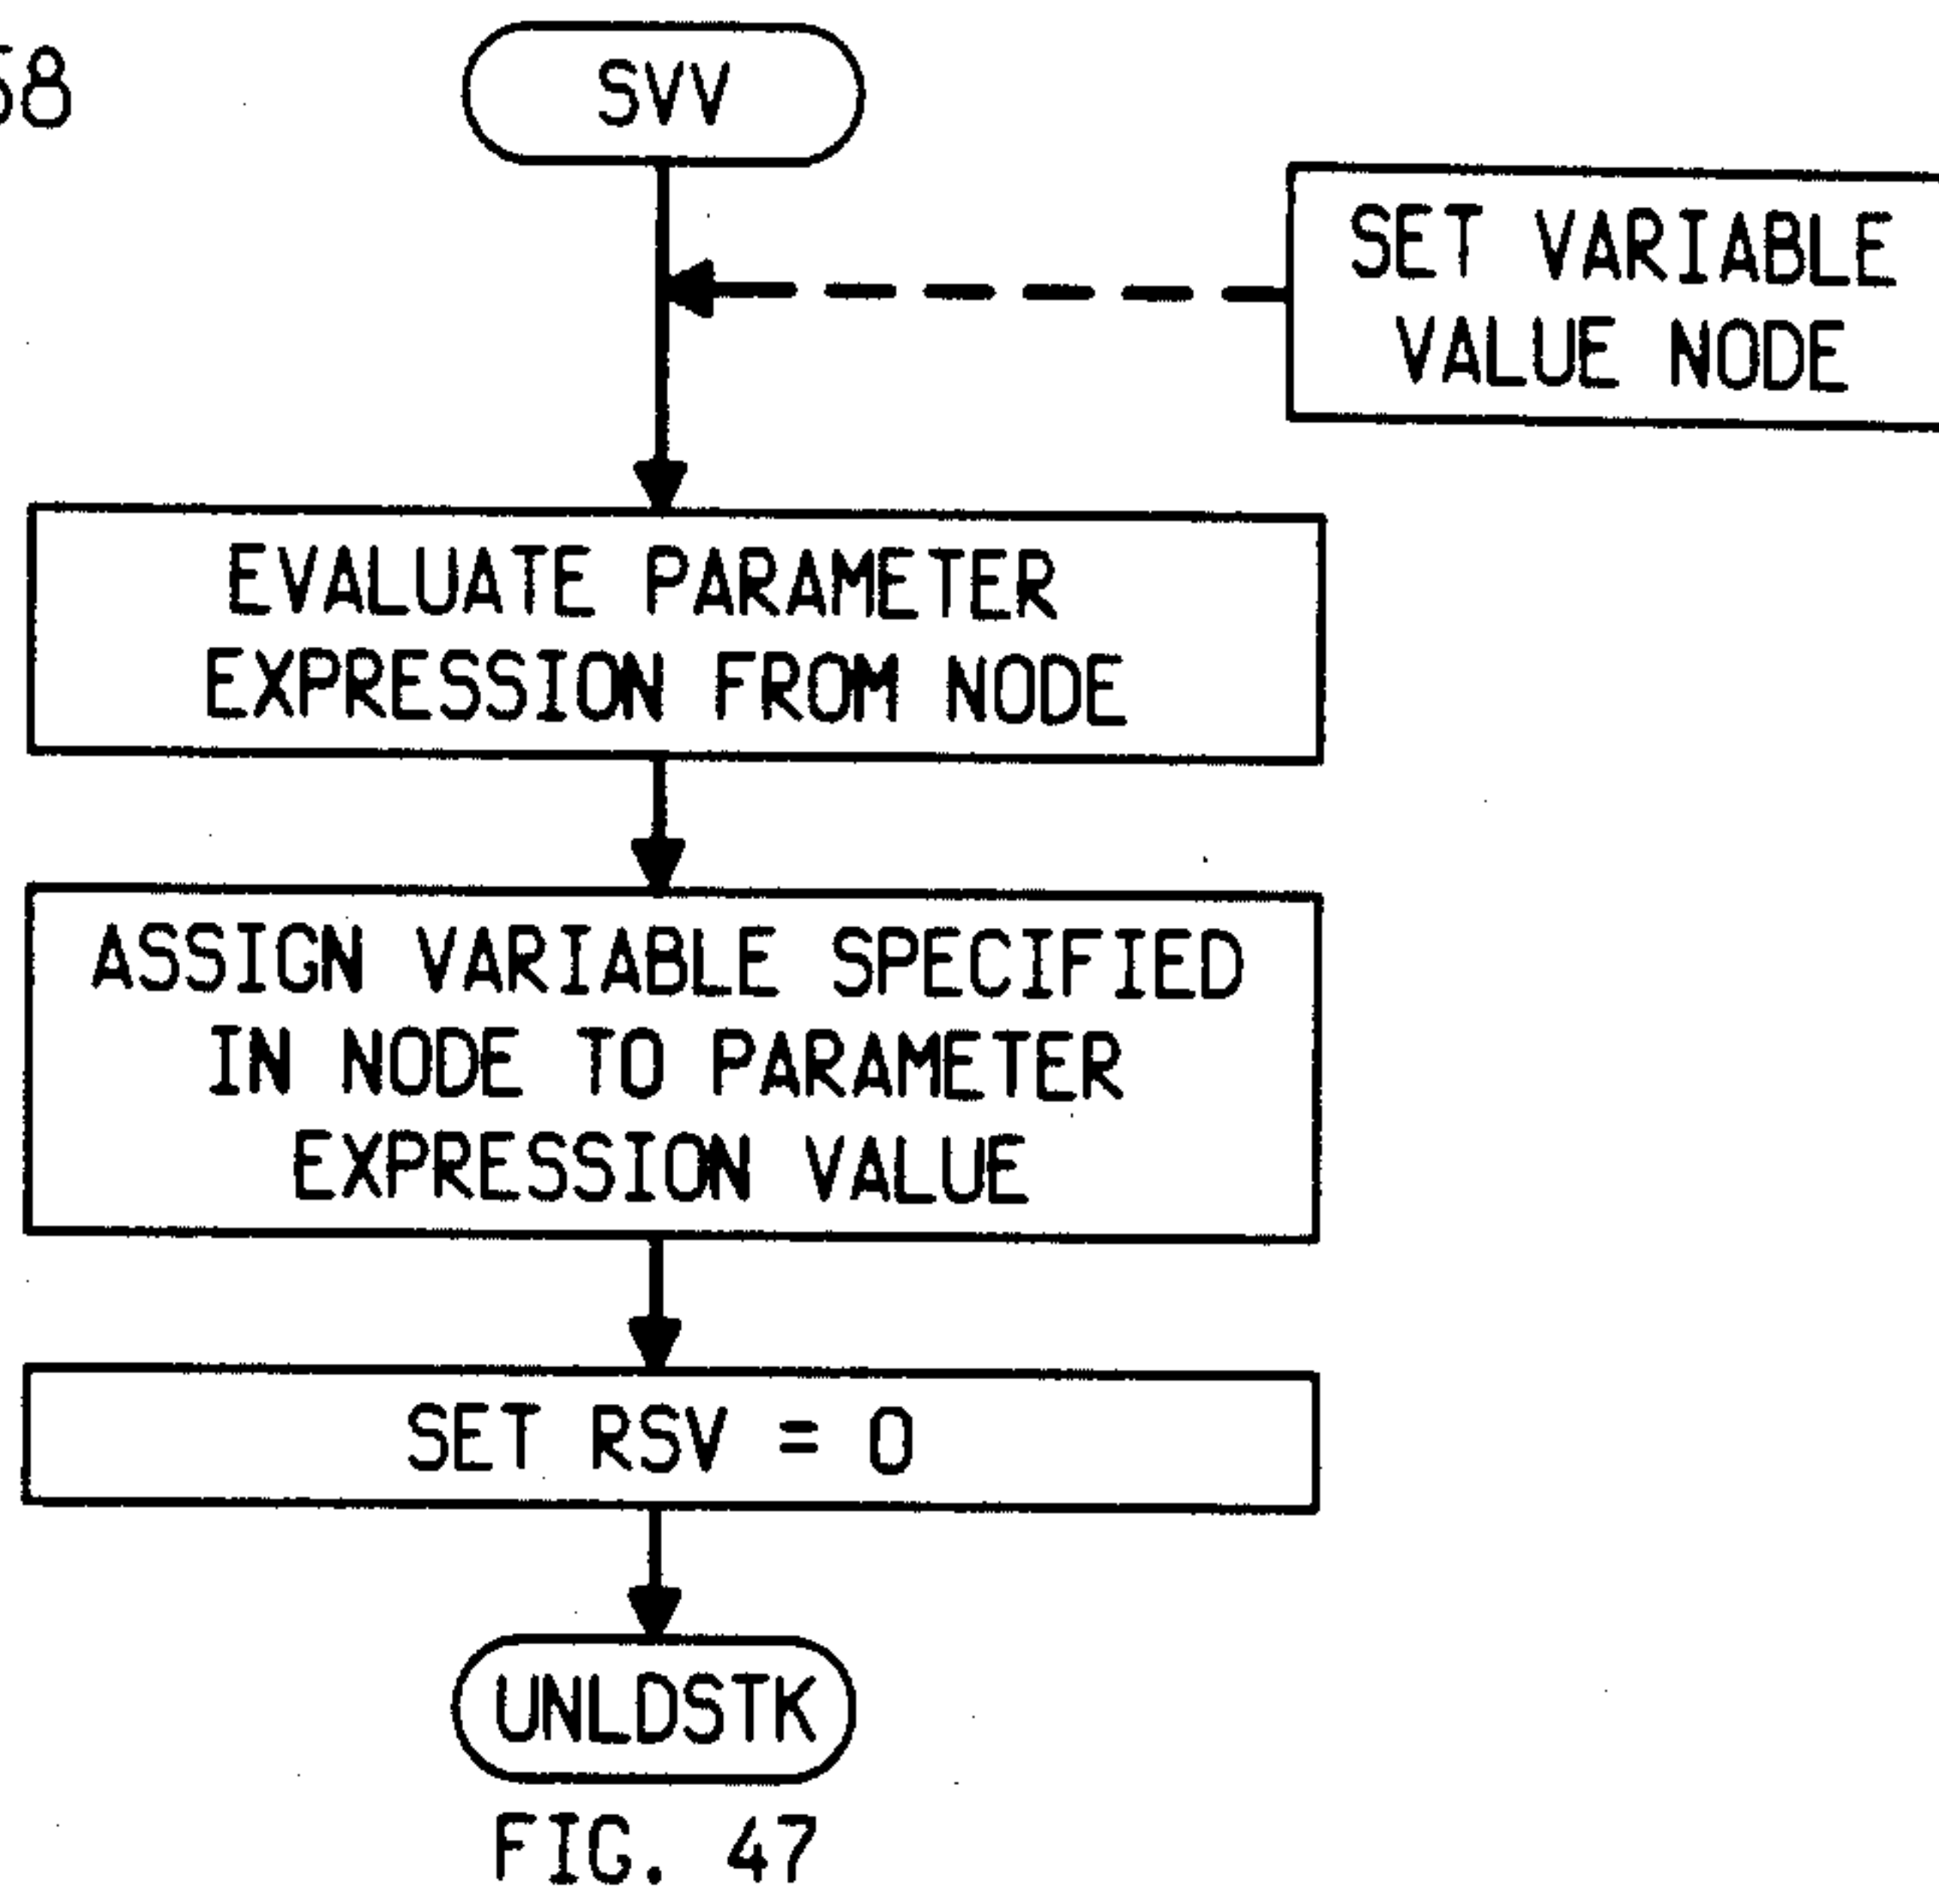 58
SVV
SET VARIABLE
VALUE NODE
EVALUATE PARAMETER
EXPRESSION FROM NODE
ASSIGN VARIABLE SPECIFIED
IN NODE TO PARAMETER
EXPRESSION VALUE
SET RSV = 0
UNLDSTK
FIG. 47